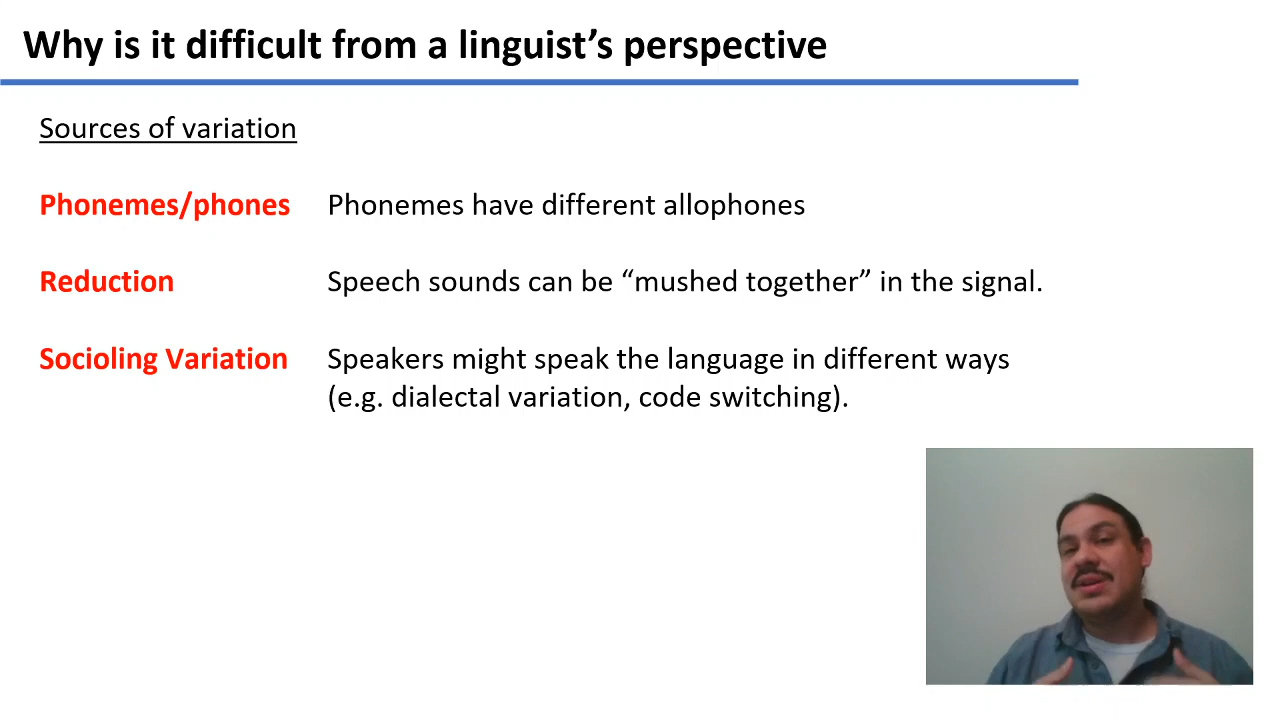 Why is it difficult from a linguist’s perspective
Sources of variation
Phonemes/phones Phonemes have different allophones
Reduction Speech sounds can be “mushed together” in the signal.
Socioling Variation Speakers might speak the language in different ways
(e.g. dialectal variation, code switching).